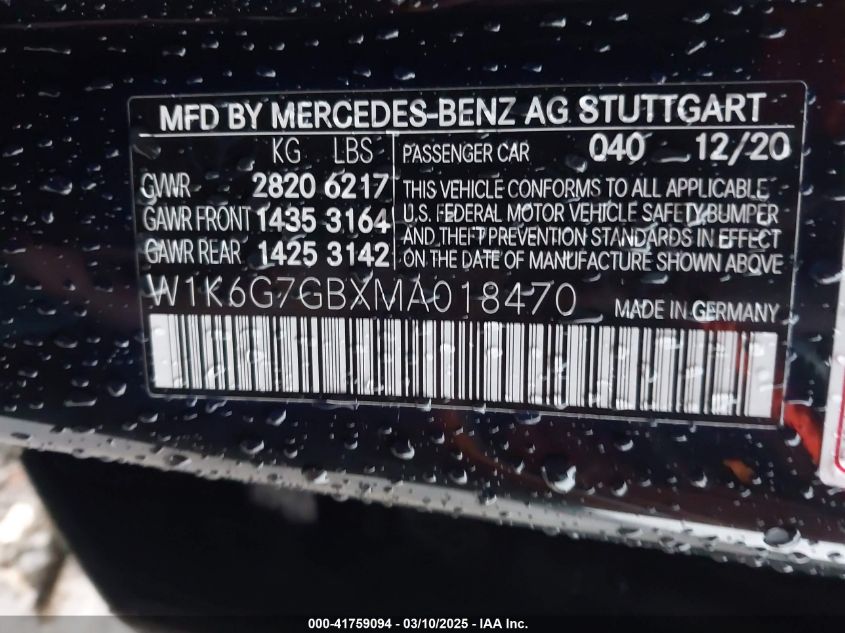 MFD BY MERCEDES-BENZ AG STUTTGART
KG LBS
GVWR 2820 6217
GAWR FRONT 1435 3164
GAWR REAR 1425 3142
PASSENGER CAR 040 12/20
THIS VEHICLE CONFORMS TO ALL APPLICABLE
U.S. FEDERAL MOTOR VEHICLE SAFETY,BUMPER
AND THEFT PREVENTION STANDARDS IN EFFECT
ON THE DATE OF MANUFACTURE SHOWN ABOVE
W1K6G7GBXMA018470 MADE IN GERMANY
000-41759094 - 03/10/2025 - IAA Inc.